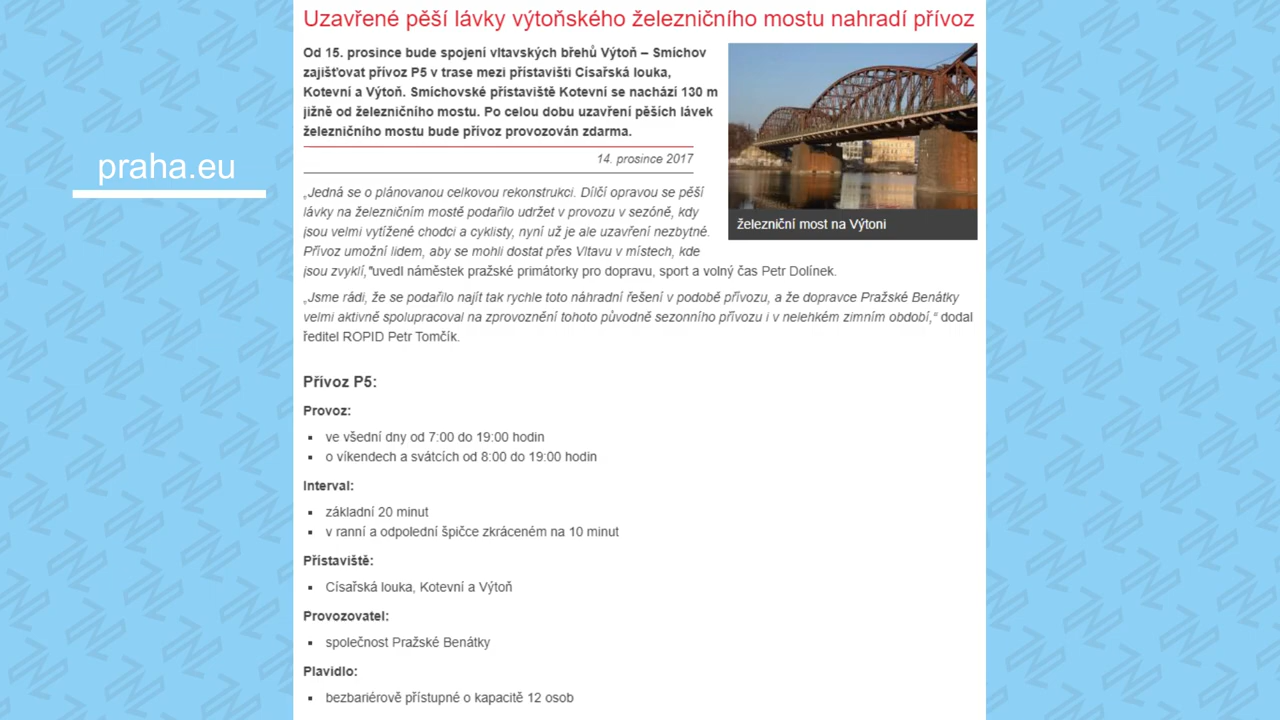 praha.eu
Uzavřené pěší lávky výtoňského železničního mostu nahradí přívoz
Od 15. prosince bude spojení vltavských břehů Výtoň – Smíchov
zajišťovat přívoz P5 v trase mezi přístavišti Císařská louka,
Kotevní a Výtoň. Smíchovské přístaviště Kotevní se nachází 130 m
jižně od železničního mostu. Po celou dobu uzavření pěších lávek
železničního mostu bude přívoz provozován zdarma.
14. prosince 2017
železniční most na Výtoni
„Jedná se o plánovanou celkovou rekonstrukci. Dílčí opravou se pěší
lávky na železničním mostě podařilo udržet v provozu v sezóně, kdy
jsou velmi vytížené chodci a cyklisty, nyní už je ale uzavření nezbytné.
Přívoz umožní lidem, aby se mohli dostat přes Vltavu v místech, kde
jsou zvyklí,"uvedl náměstek pražské primátorky pro dopravu, sport a volný čas Petr Dolínek.
„Jsme rádi, že se podařilo najít tak rychle toto náhradní řešení v podobě přívozu, a že dopravce Pražské Benátky
velmi aktivně spolupracoval na zprovoznění tohoto původně sezonního přívozu i v nelehkém zimním období,“ dodal
ředitel ROPID Petr Tomčík.
Přívoz P5:
Provoz:
▪ ve všední dny od 7:00 do 19:00 hodin
▪ o víkendech a svátcích od 8:00 do 19:00 hodin
Interval:
▪ základní 20 minut
▪ v ranní a odpolední špičce zkráceném na 10 minut
Přístaviště:
▪ Císařská louka, Kotevní a Výtoň
Provozovatel:
▪ společnost Pražské Benátky
Plavidlo:
▪ bezbariérově přístupné o kapacitě 12 osob